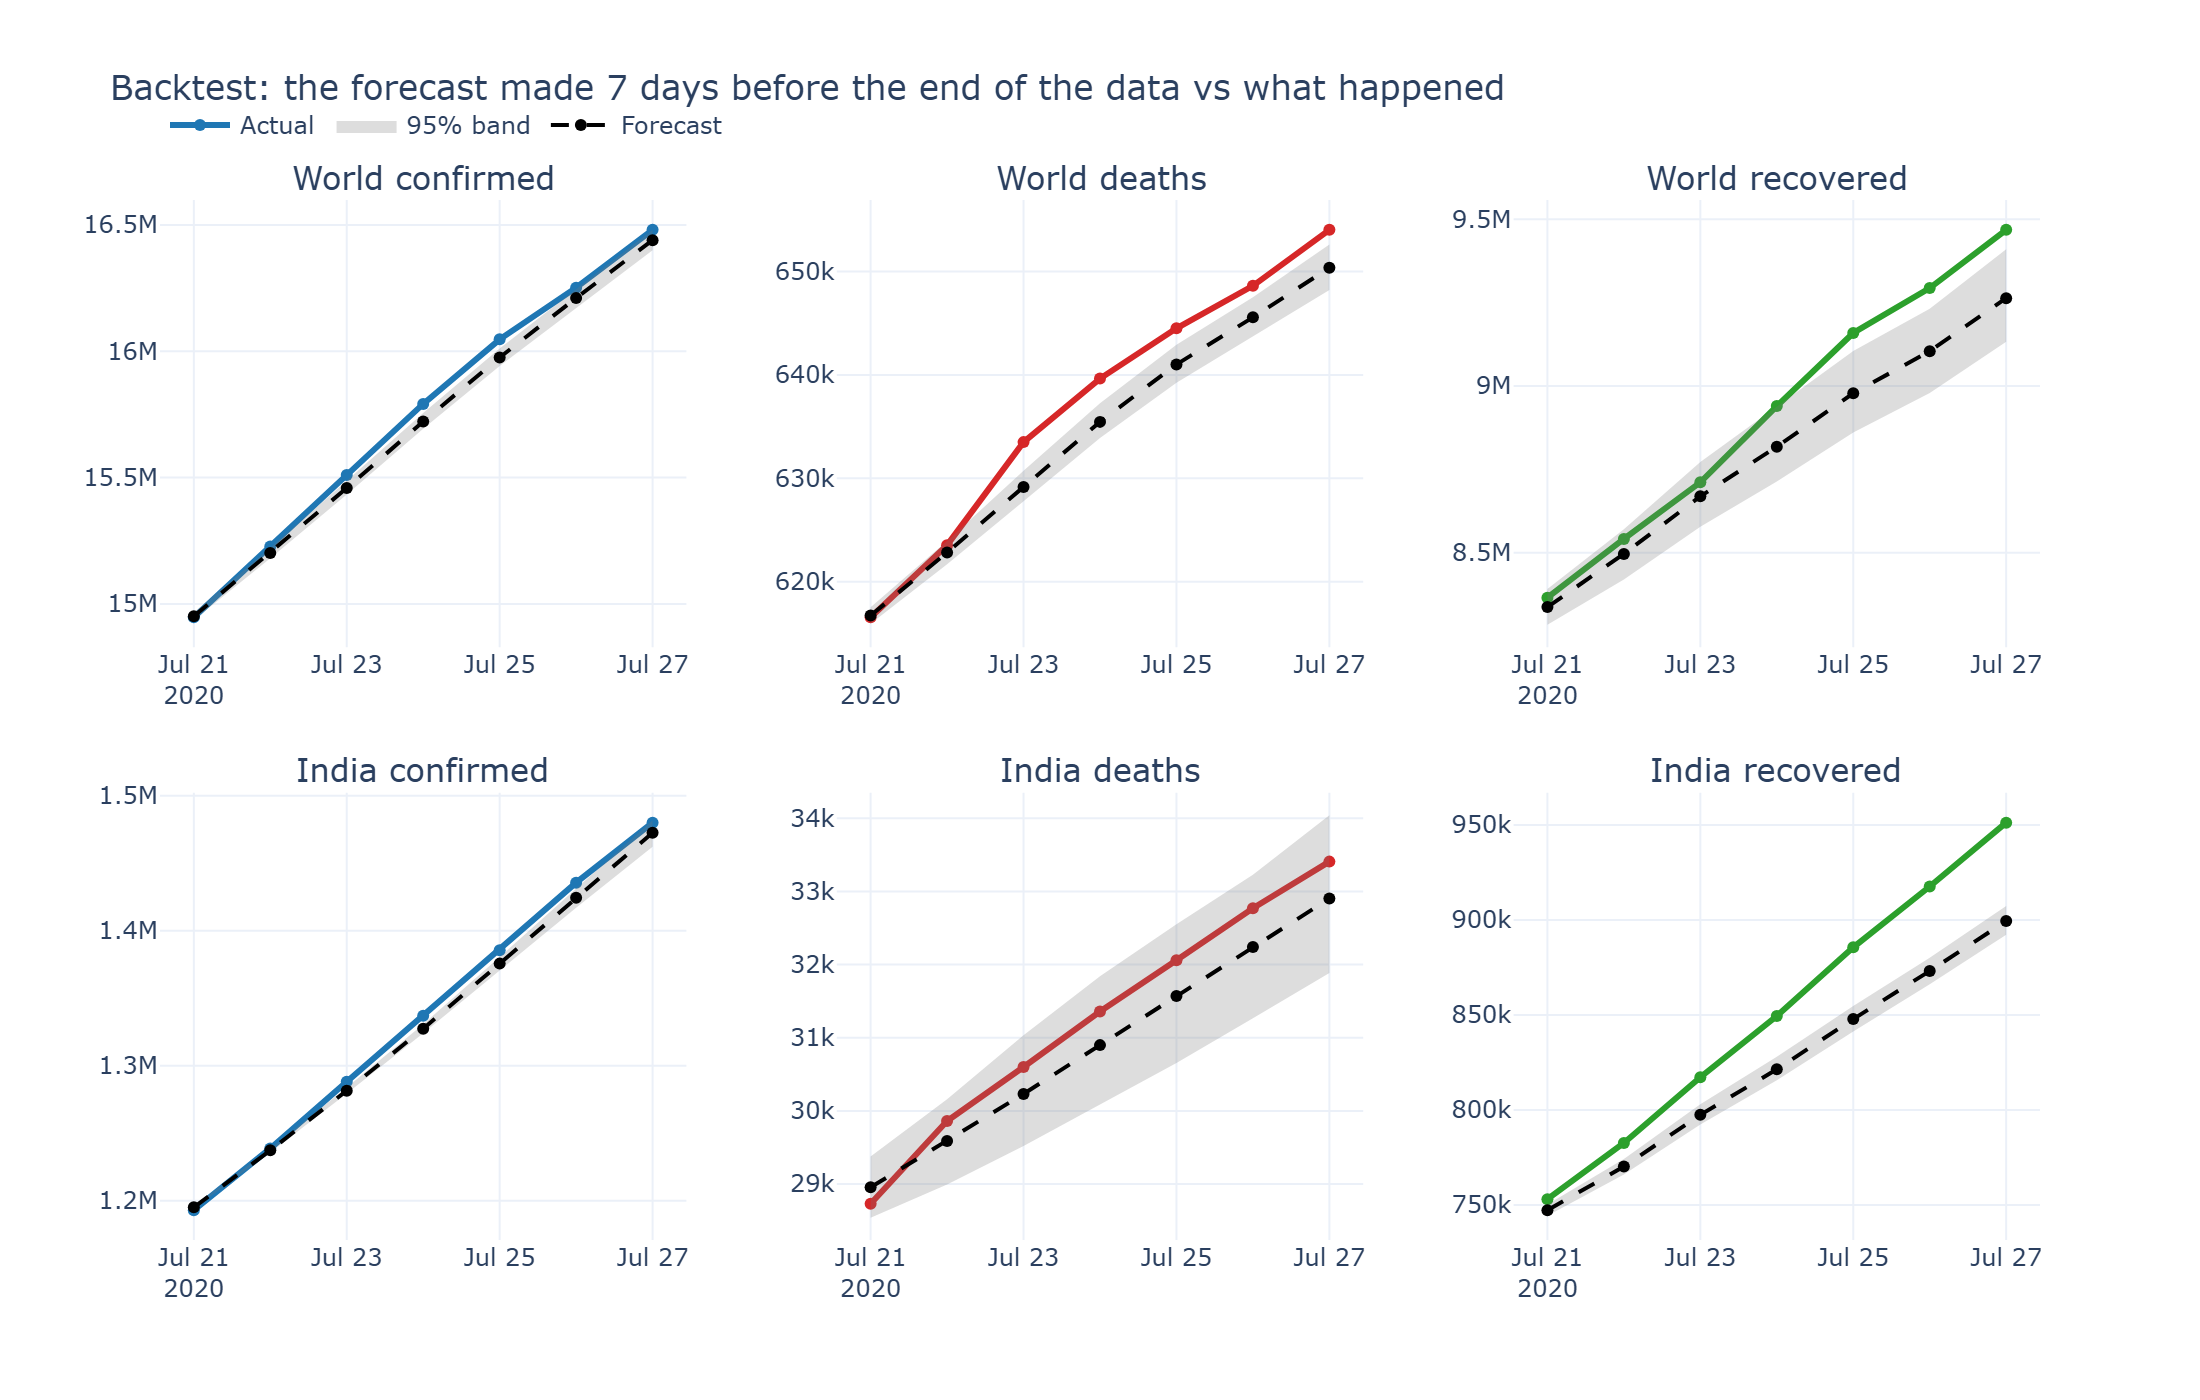 Backtest: the forecast made 7 days before the end of the data vs what happened
Actual 95% band Forecast
World confirmed
16.5M
16M
15.5M
15M
Jul 21 Jul 23 Jul 25 Jul 27
2020
World deaths
650k
640k
630k
620k
Jul 21 Jul 23 Jul 25 Jul 27
2020
World recovered
9.5M
9M
8.5M
Jul 21 Jul 23 Jul 25 Jul 27
2020
India confirmed
1.5M
1.4M
1.3M
1.2M
Jul 21 Jul 23 Jul 25 Jul 27
2020
India deaths
34k
33k
32k
31k
30k
29k
Jul 21 Jul 23 Jul 25 Jul 27
2020
India recovered
950k
900k
850k
800k
750k
Jul 21 Jul 23 Jul 25 Jul 27
2020